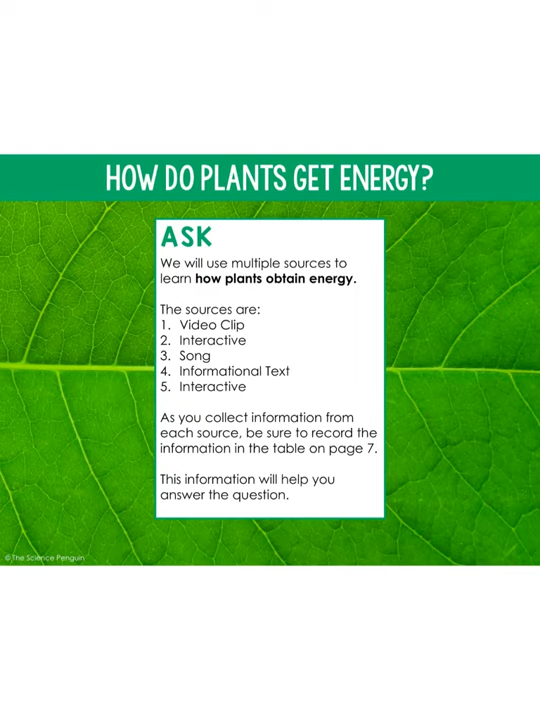 HOW DO PLANTS GET ENERGY?
ASK
We will use multiple sources to
learn how plants obtain energy.
The sources are:
1. Video Clip
2. Interactive
3. Song
4. Informational Text
5. Interactive
As you collect information from
each source, be sure to record the
information in the table on page 7.
This information will help you
answer the question.
©The Science Penguin